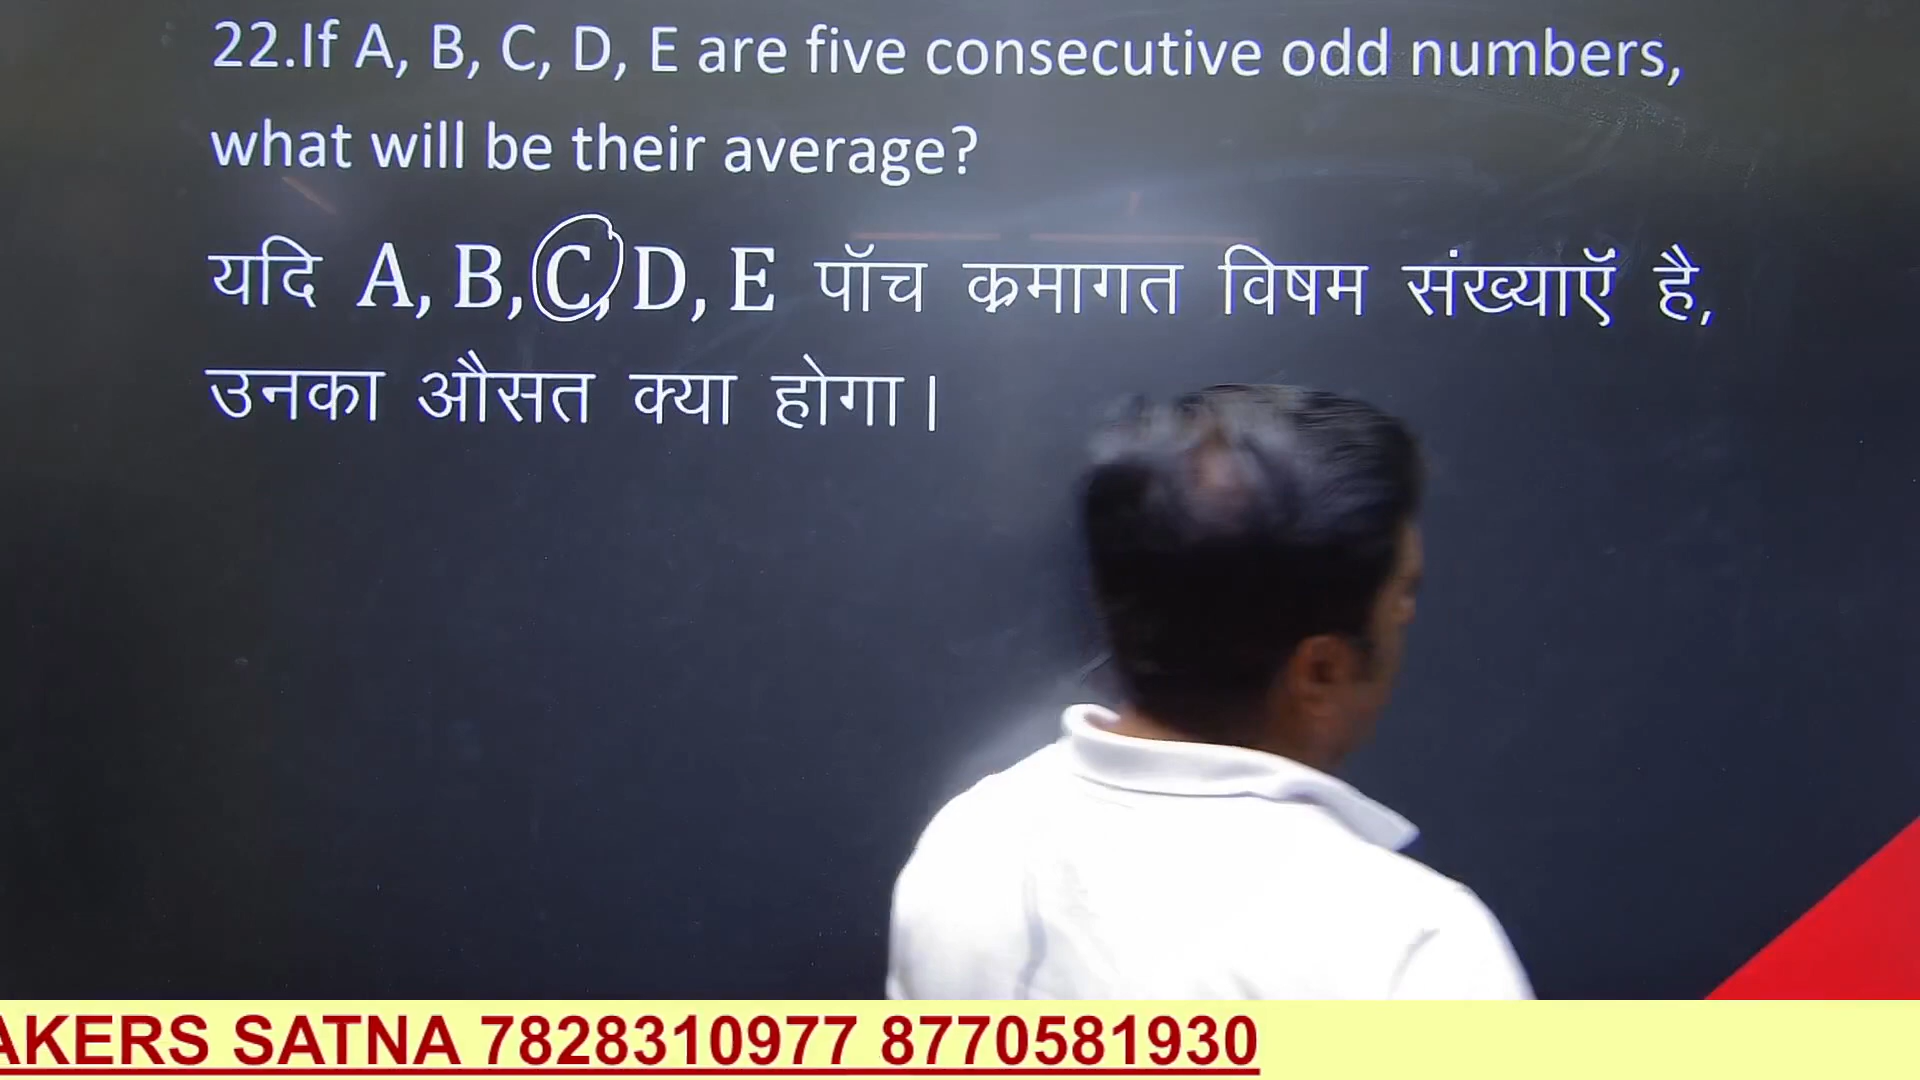 22.If A, B, C, D, E are five consecutive odd numbers,
what will be their average?
यदि A, B, C, D, E पॉच क्रमागत विषम संख्याऍ है,
उनका औसत क्या होगा।
AKERS SATNA 7828310977 8770581930